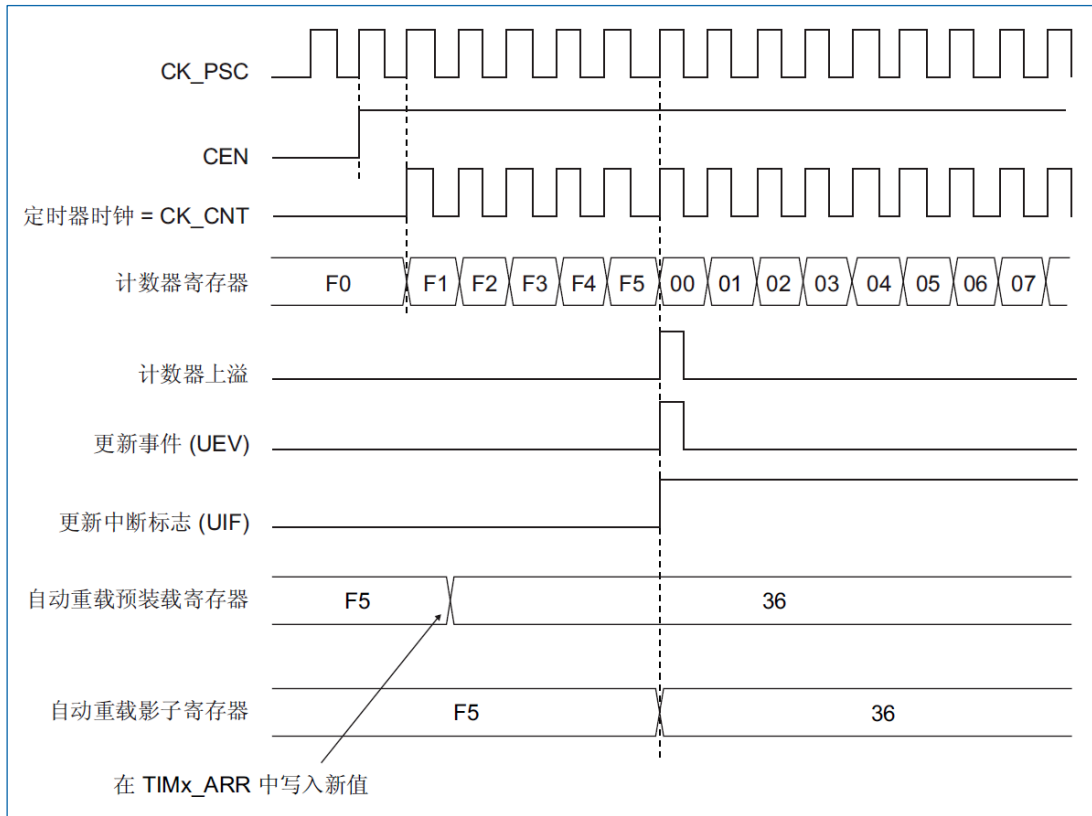 CK_PSC
CEN
定时器时钟 = CK_CNT
计数器寄存器 F0 F1 F2 F3 F4 F5 00 01 02 03 04 05 06 07
计数器上溢
更新事件 (UEV)
更新中断标志 (UIF)
自动重载预装载寄存器 F5 36
自动重载影子寄存器 F5 36
在 TIMx_ARR 中写入新值